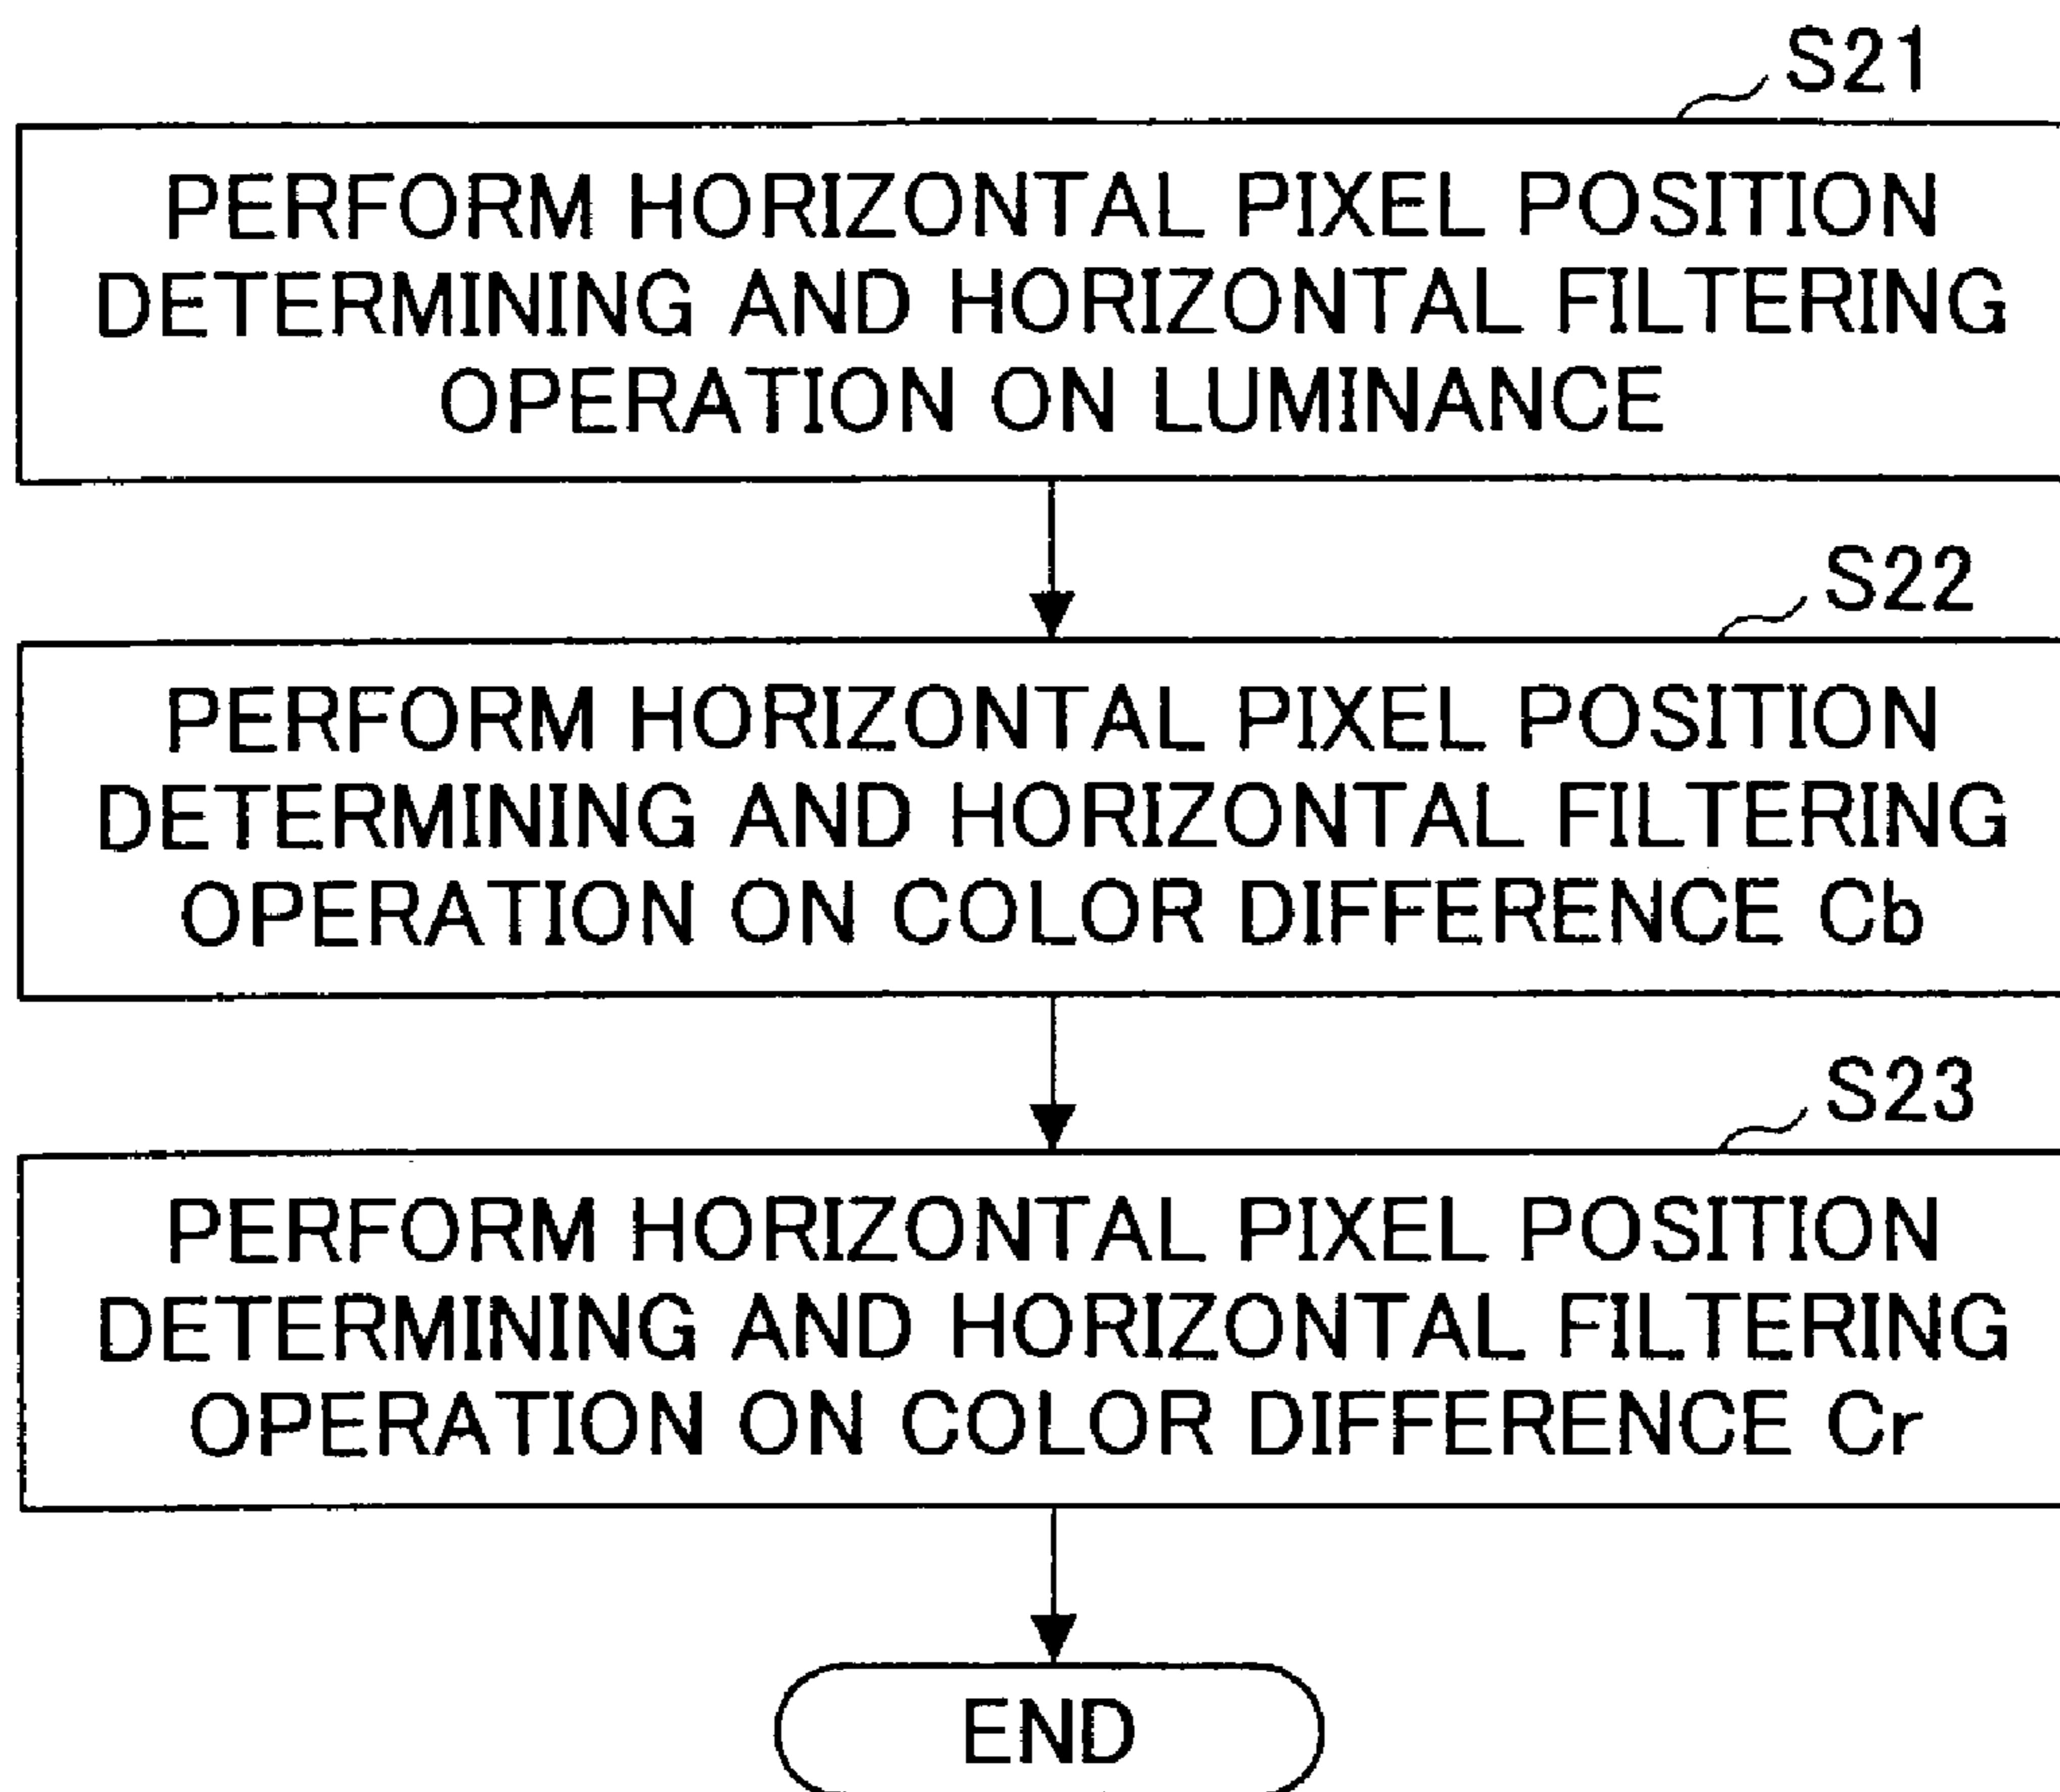 S21
PERFORM HORIZONTAL PIXEL POSITION
DETERMINING AND HORIZONTAL FILTERING
OPERATION ON LUMINANCE
S22
PERFORM HORIZONTAL PIXEL POSITION
DETERMINING AND HORIZONTAL FILTERING
OPERATION ON COLOR DIFFERENCE Cb
S23
PERFORM HORIZONTAL PIXEL POSITION
DETERMINING AND HORIZONTAL FILTERING
OPERATION ON COLOR DIFFERENCE Cr
END